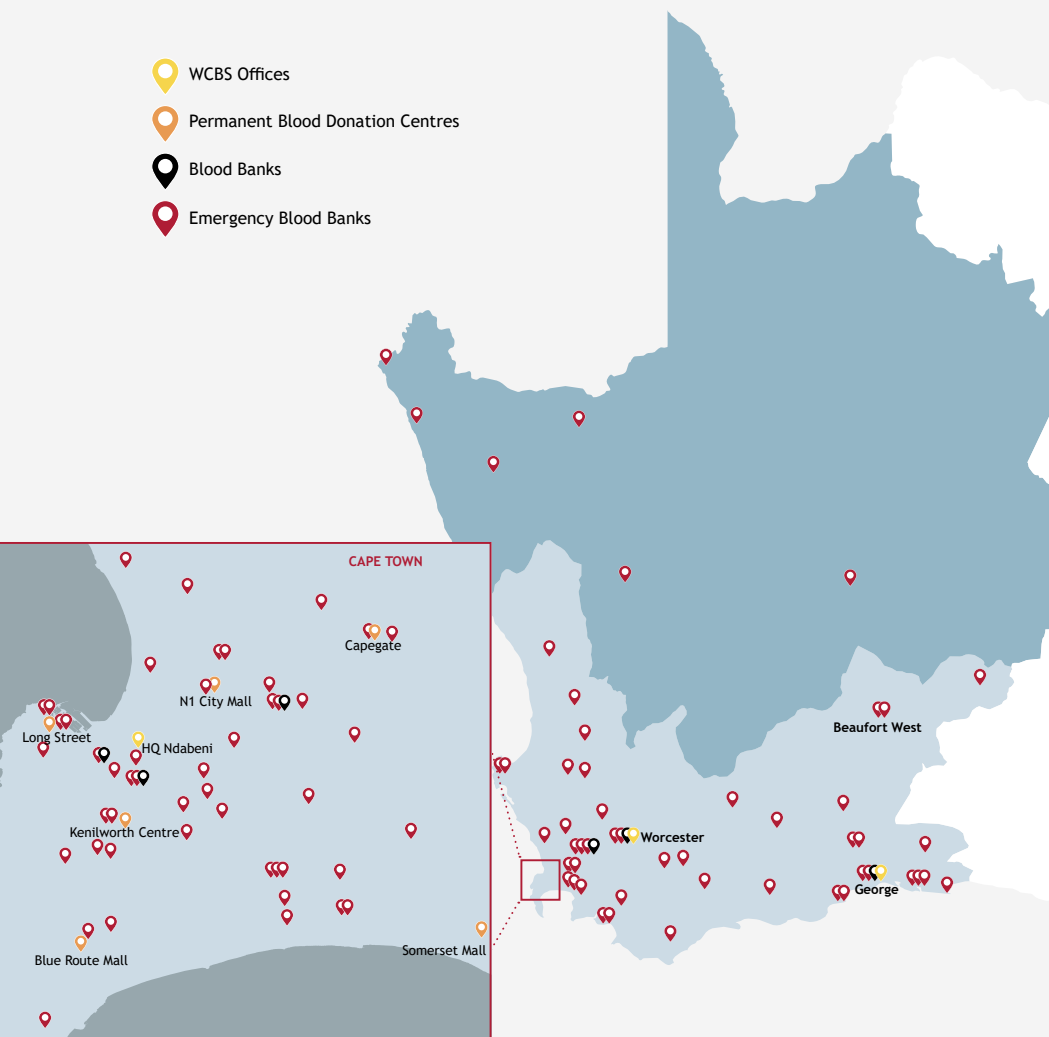 WCBS Offices
Permanent Blood Donation Centres
Blood Banks
Emergency Blood Banks
CAPE TOWN
Capegate
N1 City Mall
Long Street
HQ Ndabeni
Kenilworth Centre
Somerset Mall
Blue Route Mall
Beaufort West
Worcester
George